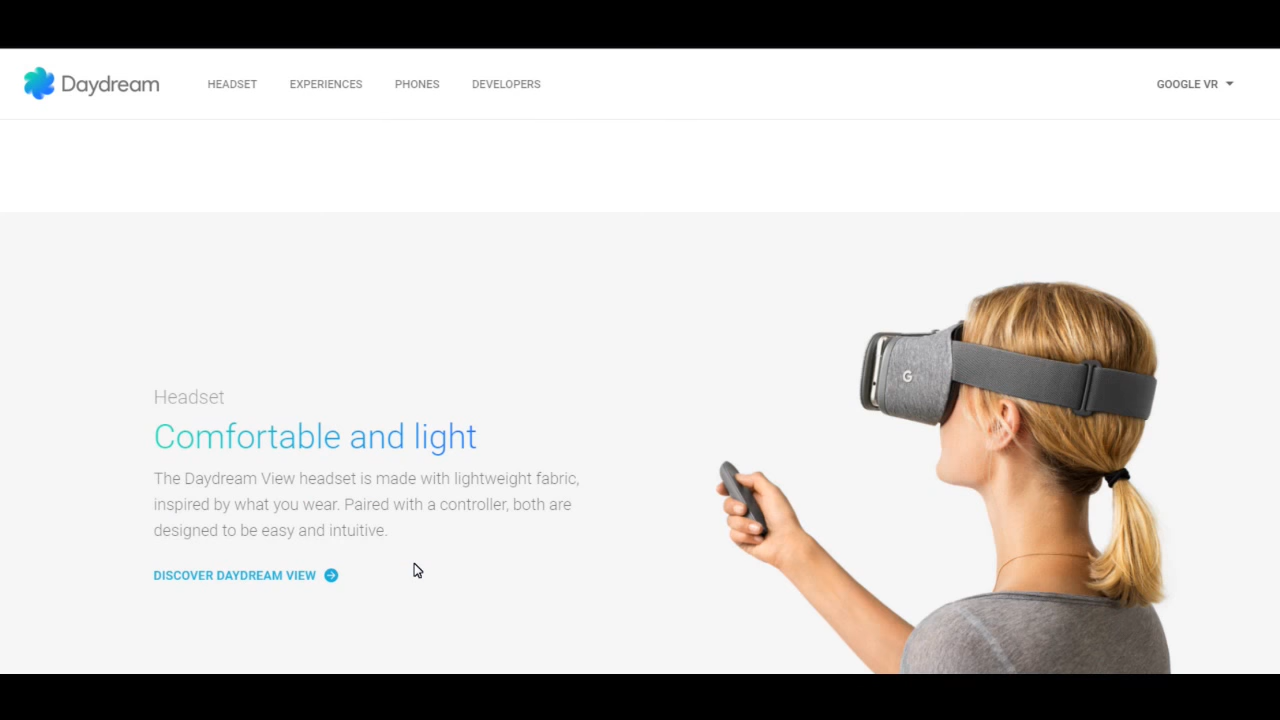 Daydream
HEADSET
EXPERIENCES
PHONES
DEVELOPERS
GOOGLE VR
Headset
Comfortable and light
The Daydream View headset is made with lightweight fabric,
inspired by what you wear. Paired with a controller, both are
designed to be easy and intuitive.
DISCOVER DAYDREAM VIEW
G